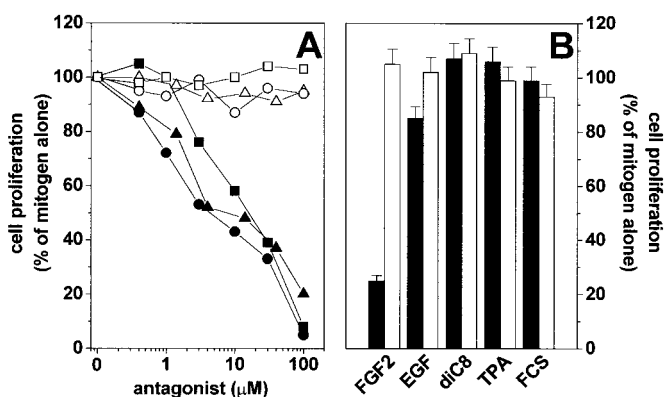 A
cell proliferation
(% of mitogen alone)
120
100
80
60
40
20
0
0
1
10
100
antagonist (μM)
B
FGF2
EGF
diC8
TPA
FCS
120
100
80
60
40
20
0
cell proliferation
(% of mitogen alone)